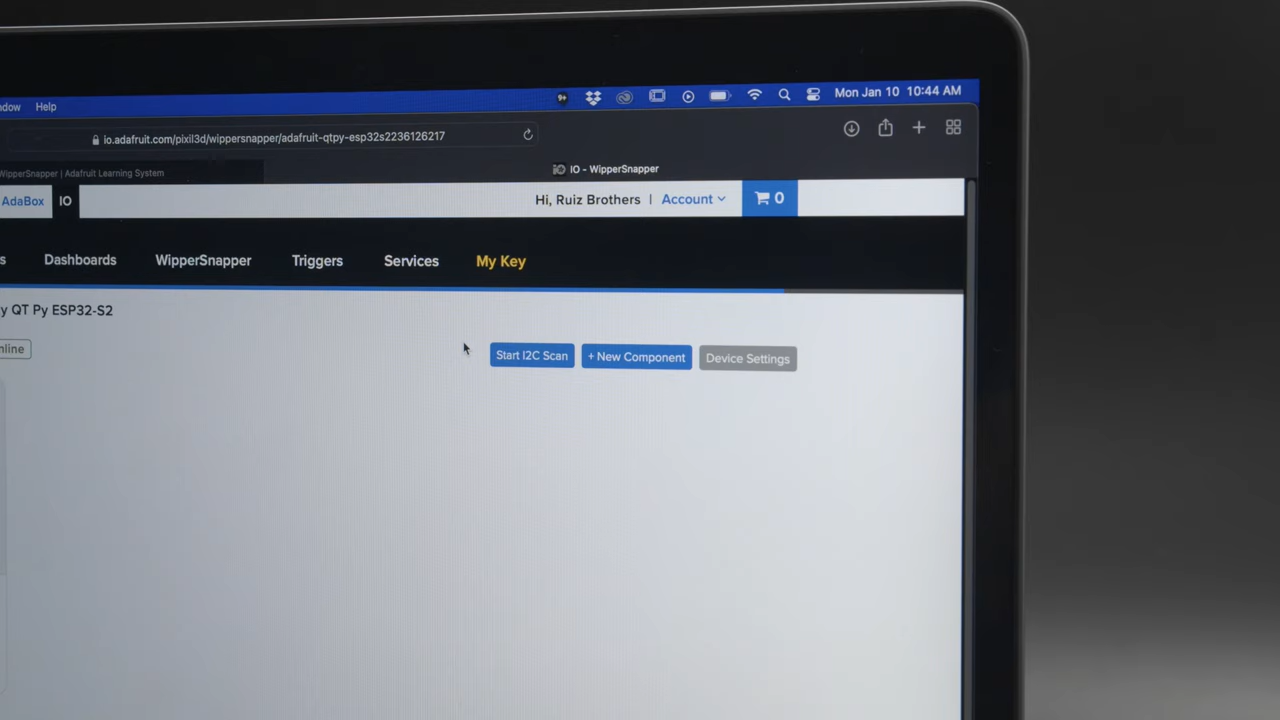 Help
Mon Jan 10 10:44 AM
io.adafruit.com/pixil3d/wippersnapper/adafruit-qtpy-esp32s2236126217
WipperSnapper | Adafruit Learning System
IO - WipperSnapper
AdaBox
IO
Hi, Ruiz Brothers | Account
0
Dashboards
WipperSnapper
Triggers
Services
My Key
y QT Py ESP32-S2
nline
Start I2C Scan
+ New Component
Device Settings